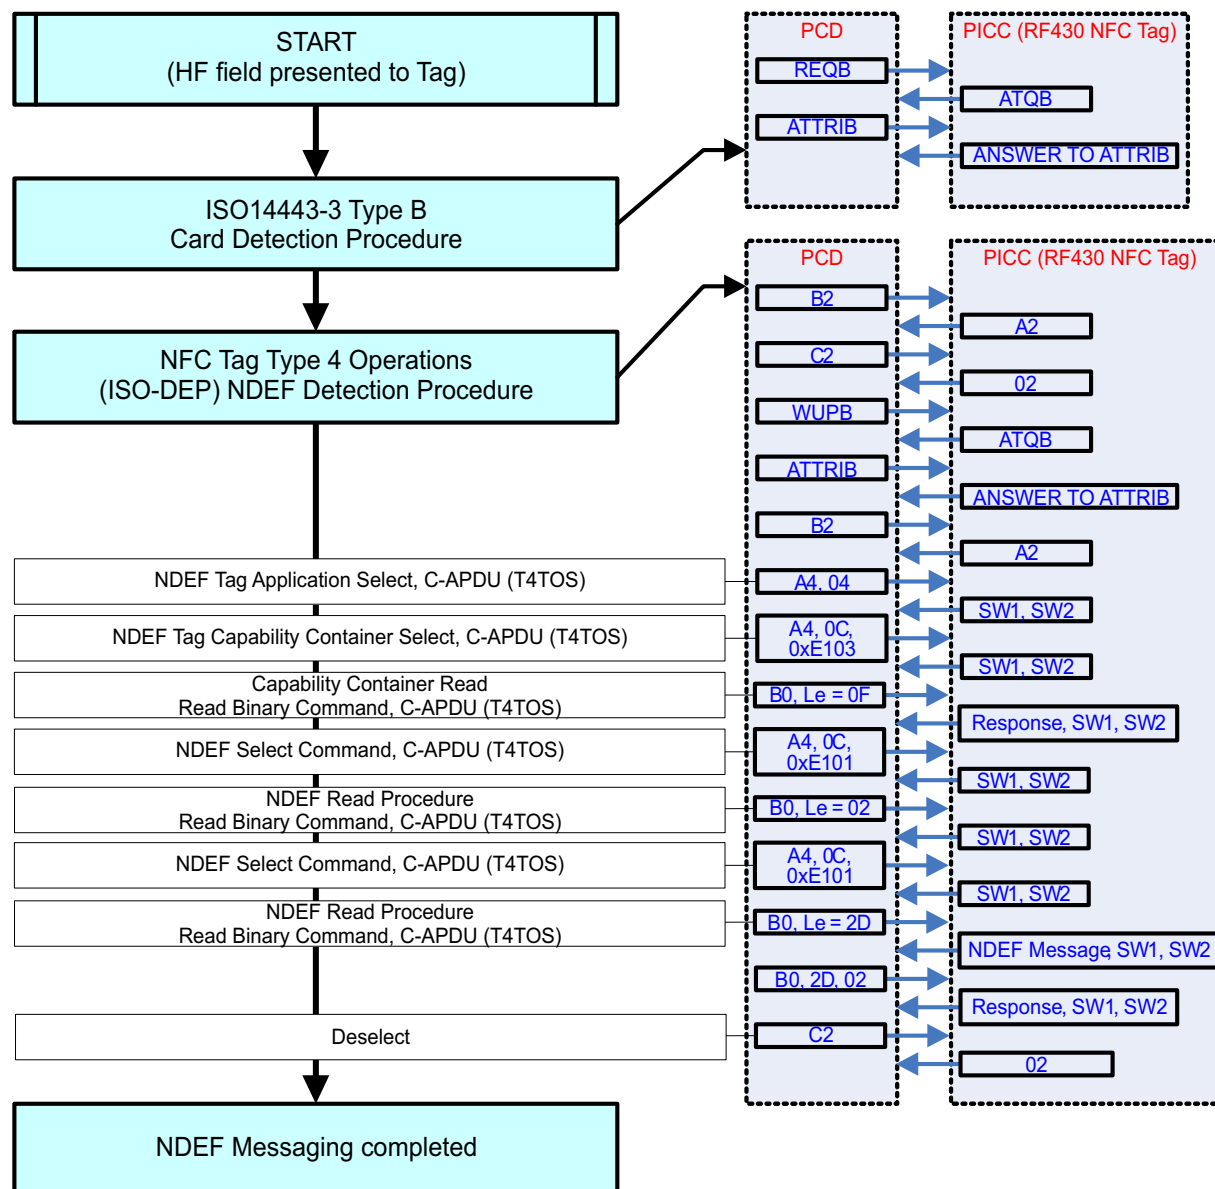 START
(HF field presented to Tag)
ISO14443-3 Type B
Card Detection Procedure
NFC Tag Type 4 Operations
(ISO-DEP) NDEF Detection Procedure
PCD
PICC (RF430 NFC Tag)
REQB
ATQB
ATTRIB
ANSWER TO ATTRIB
PCD
PICC (RF430 NFC Tag)
B2
A2
C2
02
WUPB
ATQB
ATTRIB
ANSWER TO ATTRIB
B2
A2
NDEF Tag Application Select, C-APDU (T4TOS)
A4, 04
SW1, SW2
NDEF Tag Capability Container Select, C-APDU (T4TOS)
A4, 0C,
0xE103
SW1, SW2
Capability Container Read
Read Binary Command, C-APDU (T4TOS)
B0, Le = 0F
Response, SW1, SW2
NDEF Select Command, C-APDU (T4TOS)
A4, 0C,
0xE101
SW1, SW2
NDEF Read Procedure
Read Binary Command, C-APDU (T4TOS)
B0, Le = 02
SW1, SW2
NDEF Select Command, C-APDU (T4TOS)
A4, 0C,
0xE101
SW1, SW2
NDEF Read Procedure
Read Binary Command, C-APDU (T4TOS)
B0, Le = 2D
NDEF Message, SW1, SW2
B0, 2D, 02
Response, SW1, SW2
Deselect
C2
02
NDEF Messaging completed